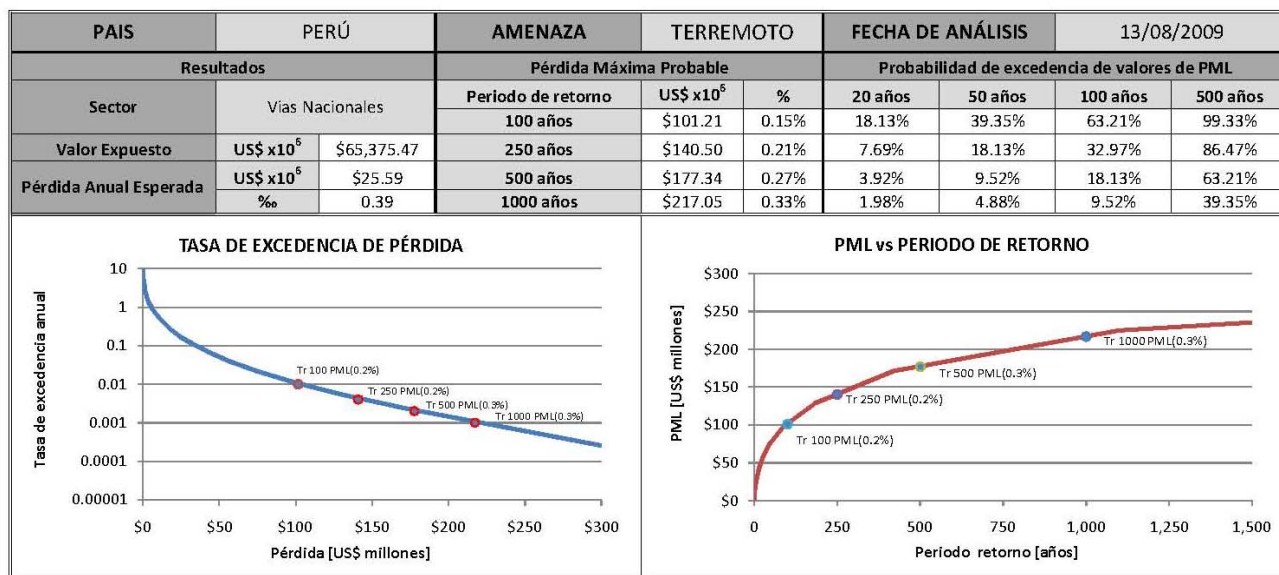 PAIS PERÚ AMENAZA TERREMOTO FECHA DE ANÁLISIS 13/08/2009
Resultados Pérdida Máxima Probable Probabilidad de excedencia de valores de PML
Sector Vías Nacionales Periodo de retorno US$ x10⁶ % 20 años 50 años 100 años 500 años
100 años $101.21 0.15% 18.13% 39.35% 63.21% 99.33%
Valor Expuesto US$ x10⁶ $65,375.47 250 años $140.50 0.21% 7.69% 18.13% 32.97% 86.47%
Pérdida Anual Esperada US$ x10⁶ $25.59 500 años $177.34 0.27% 3.92% 9.52% 18.13% 63.21%
‰ 0.39 1000 años $217.05 0.33% 1.98% 4.88% 9.52% 39.35%
TASA DE EXCEDENCIA DE PÉRDIDA
Tasa de excedencia anual
10
1
0.1
0.01
0.001
0.0001
0.00001
Tr 100 PML(0.2%)
Tr 250 PML(0.2%)
Tr 500 PML(0.3%)
Tr 1000 PML(0.3%)
$0 $50 $100 $150 $200 $250 $300
Pérdida [US$ millones]
PML vs PERIODO DE RETORNO
PML [US$ millones]
$300
$250
$200
$150
$100
$50
$0
Tr 1000 PML(0.3%)
Tr 500 PML(0.3%)
Tr 250 PML(0.2%)
Tr 100 PML(0.2%)
0 250 500 750 1,000 1,250 1,500
Periodo retorno [años]